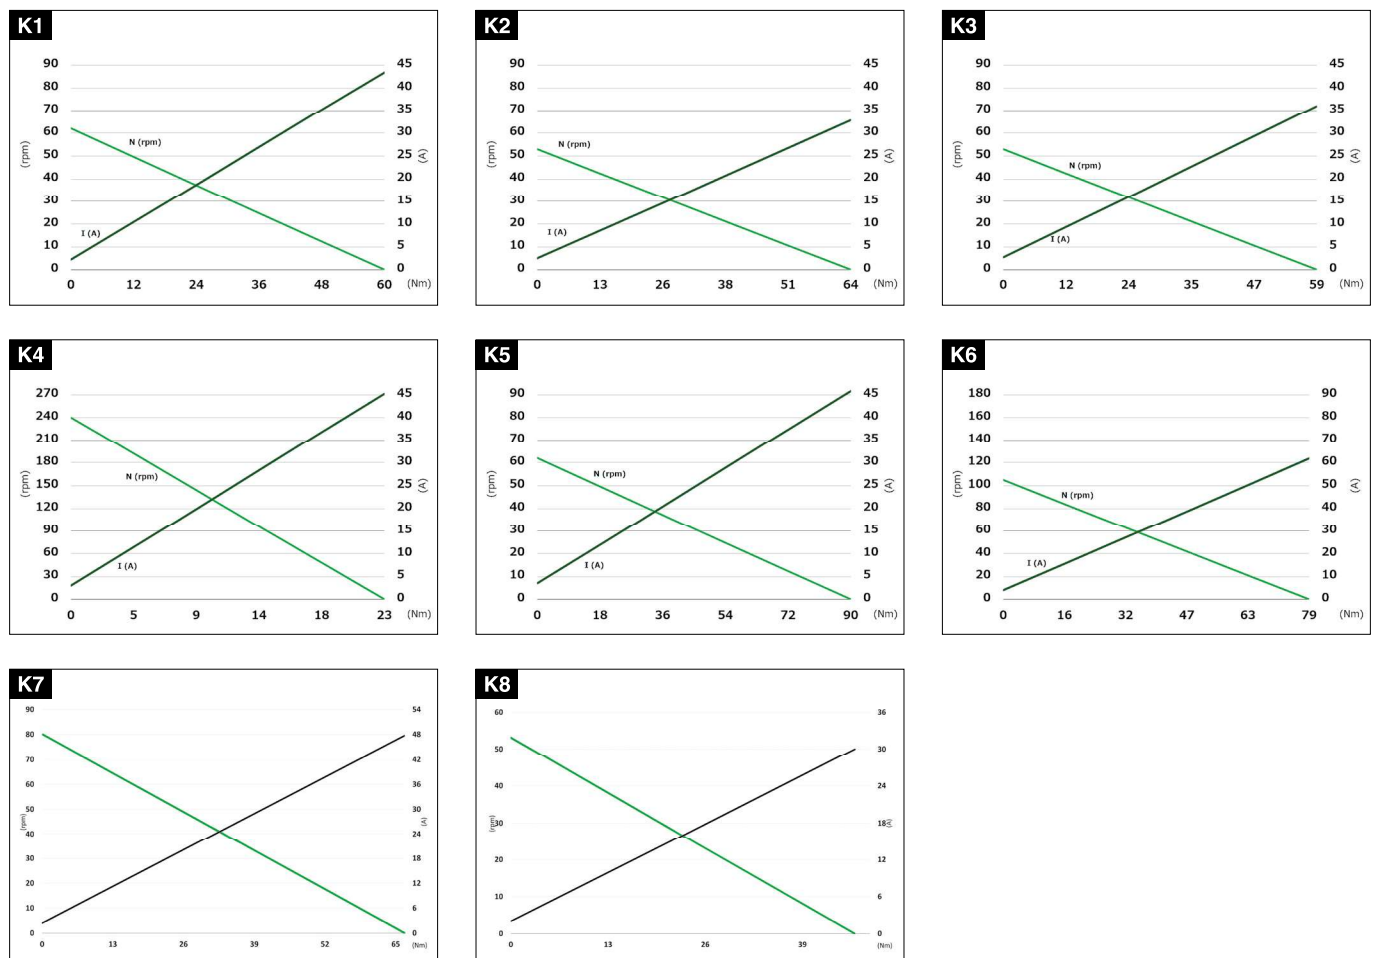 K1
90 45
80 40
70 35
60 30
N (rpm)
50 25
(rpm) (A)
40 20
30 15
20 10
I (A)
10 5
0 0
0 12 24 36 48 60 (Nm)
K2
90 45
80 40
70 35
60 30
N (rpm)
50 25
(rpm) (A)
40 20
30 15
20 10
I (A)
10 5
0 0
0 13 26 38 51 64 (Nm)
K3
90 45
80 40
70 35
60 30
50 25
(rpm) (A)
N (rpm)
40 20
30 15
20 10
I (A)
10 5
0 0
0 12 24 35 47 59 (Nm)
K4
270 45
240 40
210 35
180 30
N (rpm)
150 25
(rpm) (A)
120 20
90 15
60 10
I (A)
30 5
0 0
0 5 9 14 18 23 (Nm)
K5
90 45
80 40
70 35
60 30
N (rpm)
50 25
(rpm) (A)
40 20
30 15
20 10
I (A)
10 5
0 0
0 18 36 54 72 90 (Nm)
K6
180 90
160 80
140 70
120 60
100 50
(rpm) (A)
N (rpm)
80 40
60 30
40 20
I (A)
20 10
0 0
0 16 32 47 63 79 (Nm)
K7
90 54
80 48
70 42
60 36
50 30
(rpm) (A)
40 24
30 18
20 12
10 6
0 0
0 13 26 39 52 65 (Nm)
K8
60 36
50 30
40 24
30 18
(rpm) (A)
20 12
10 6
0 0
0 13 26 39 (Nm)